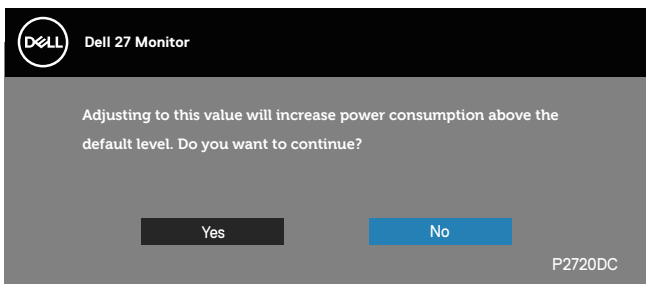 DELL
Dell 27 Monitor
Adjusting to this value will increase power consumption above the
default level. Do you want to continue?
Yes No
P2720DC